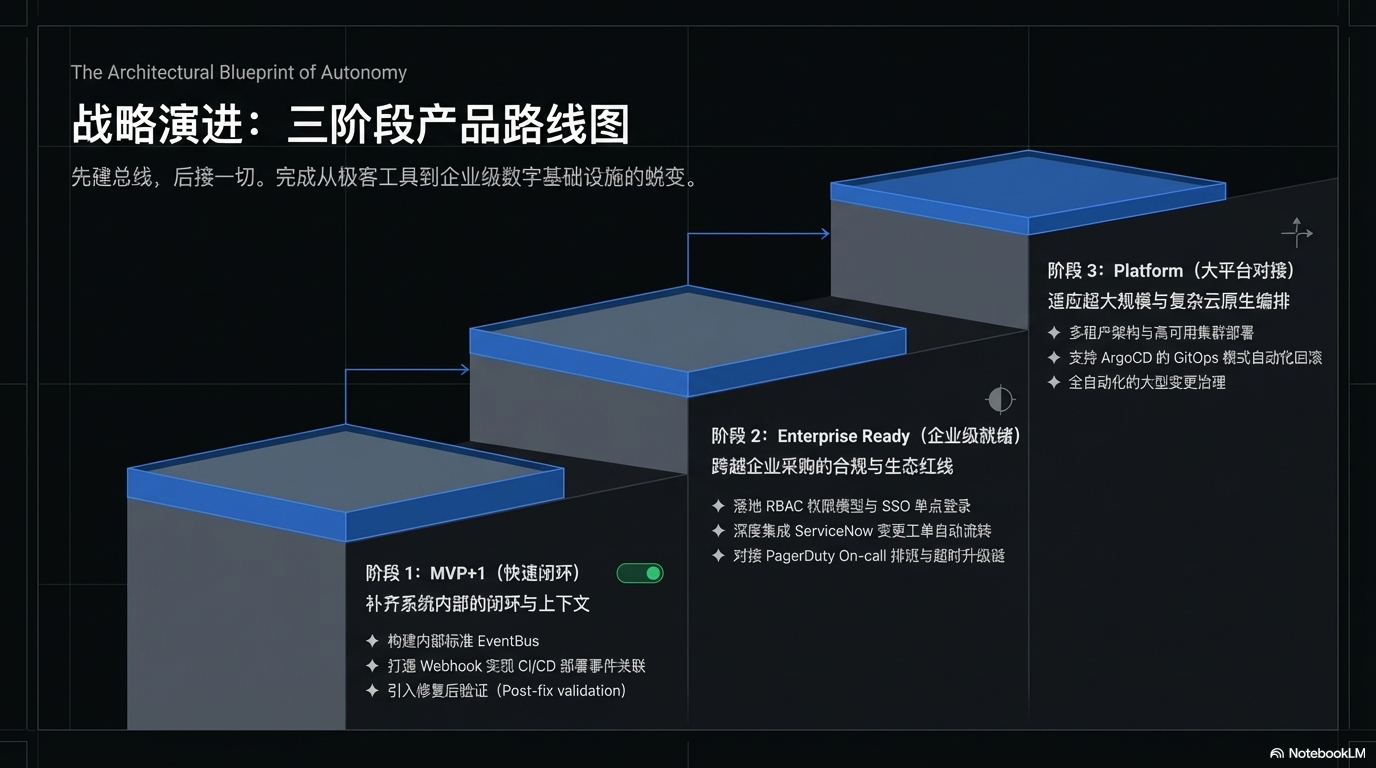 The Architectural Blueprint of Autonomy
战略演进：三阶段产品路线图
先建总线，后接一切。完成从极客工具到企业级数字基础设施的蜕变。
阶段 1：MVP+1（快速闭环）
补齐系统内部的闭环与上下文
构建内部标准 EventBus
打通 Webhook 实现 CI/CD 部署事件关联
引入修复后验证（Post-fix validation）
阶段 2：Enterprise Ready（企业级就绪）
跨越企业采购的合规与生态红线
落地 RBAC 权限模型与 SSO 单点登录
深度集成 ServiceNow 变更工单自动流转
对接 PagerDuty On-call 排班与超时升级链
阶段 3：Platform（大平台对接）
适应超大规模与复杂云原生编排
多租户架构与高可用集群部署
支持 ArgoCD 的 GitOps 模式自动化回滚
全自动化的大型变更治理
NotebookLM